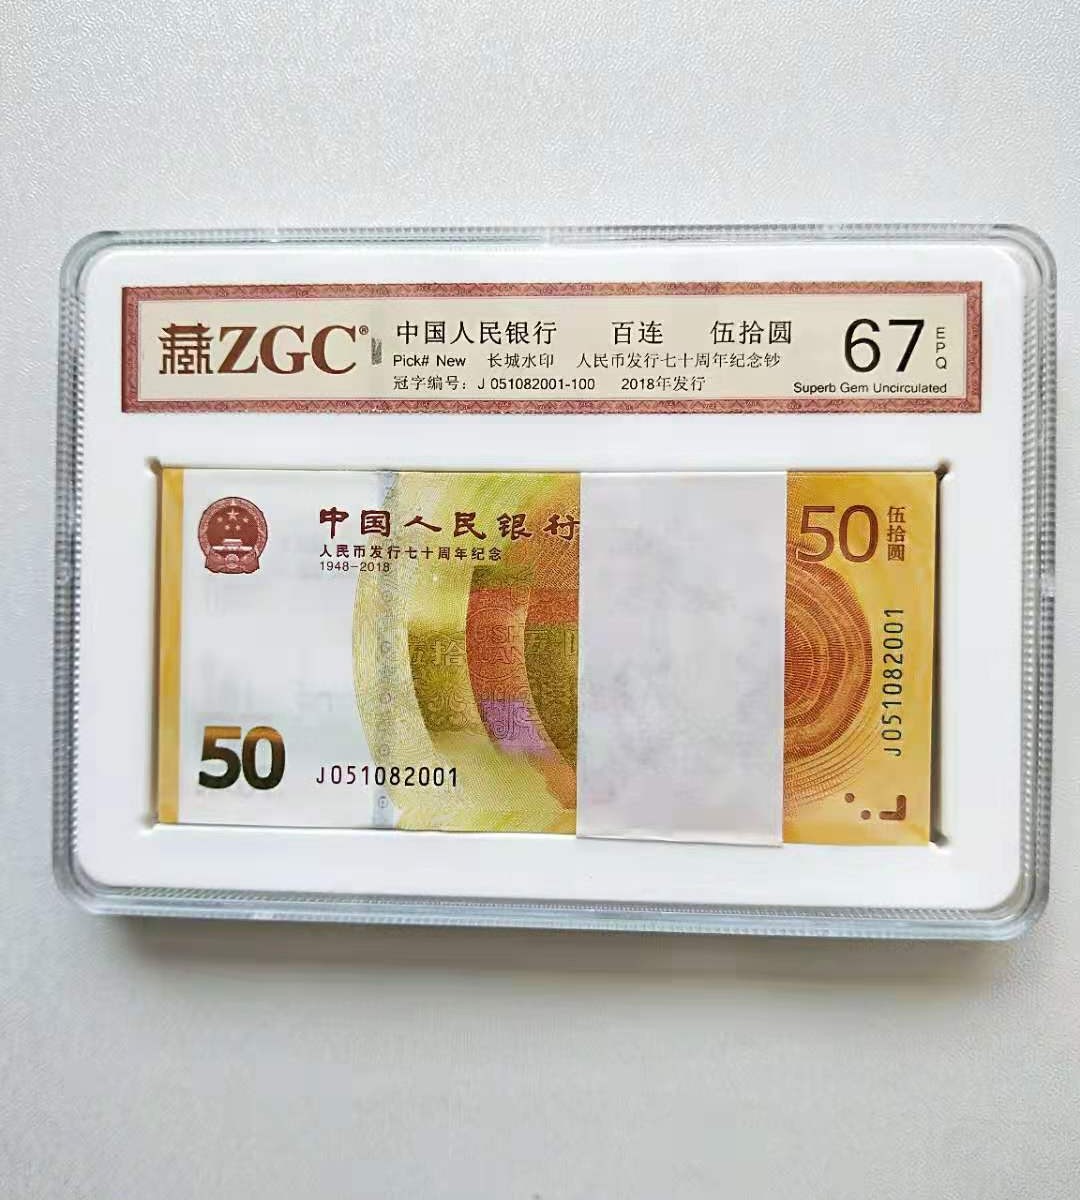 藏ZGC®
中国人民银行 百连 伍拾圆
Pick# New 长城水印 人民币发行七十周年纪念钞
冠字编号：J 051082001-100 2018年发行
67 EPQ
Superb Gem Uncirculated
中国人民银行
人民币发行七十周年纪念
1948-2018
50 伍拾圆
J051082001
50
J051082001